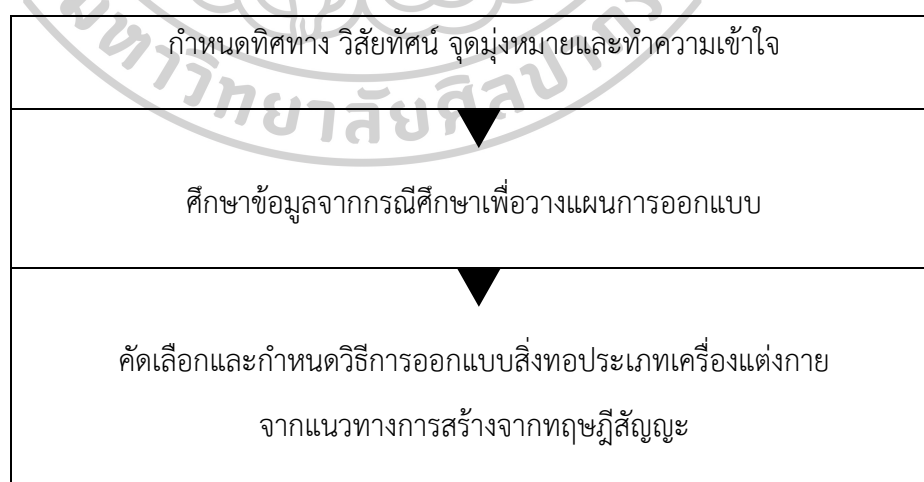 กำหนดทิศทาง วิสัยทัศน์ จุดมุ่งหมายและทำความเข้าใจ
ศึกษาข้อมูลจากกรณีศึกษาเพื่อวางแผนการออกแบบ
คัดเลือกและกำหนดวิธีการออกแบบสิ่งทอประเภทเครื่องแต่งกาย
จากแนวทางการสร้างจากทฤษฎีสัญญะ